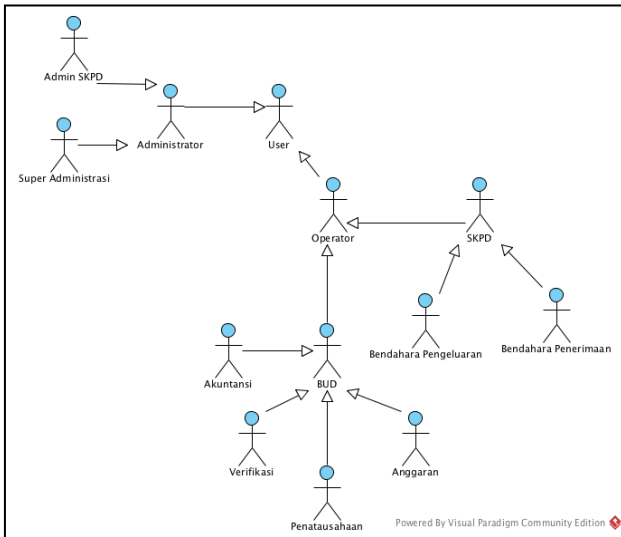 Admin SKPD
Administrator
User
Super Administrasi
Operator
SKPD
Bendahara Pengeluaran
Bendahara Penerimaan
Akuntansi
BUD
Verifikasi
Anggaran
Penatausahaan
Powered By Visual Paradigm Community Edition